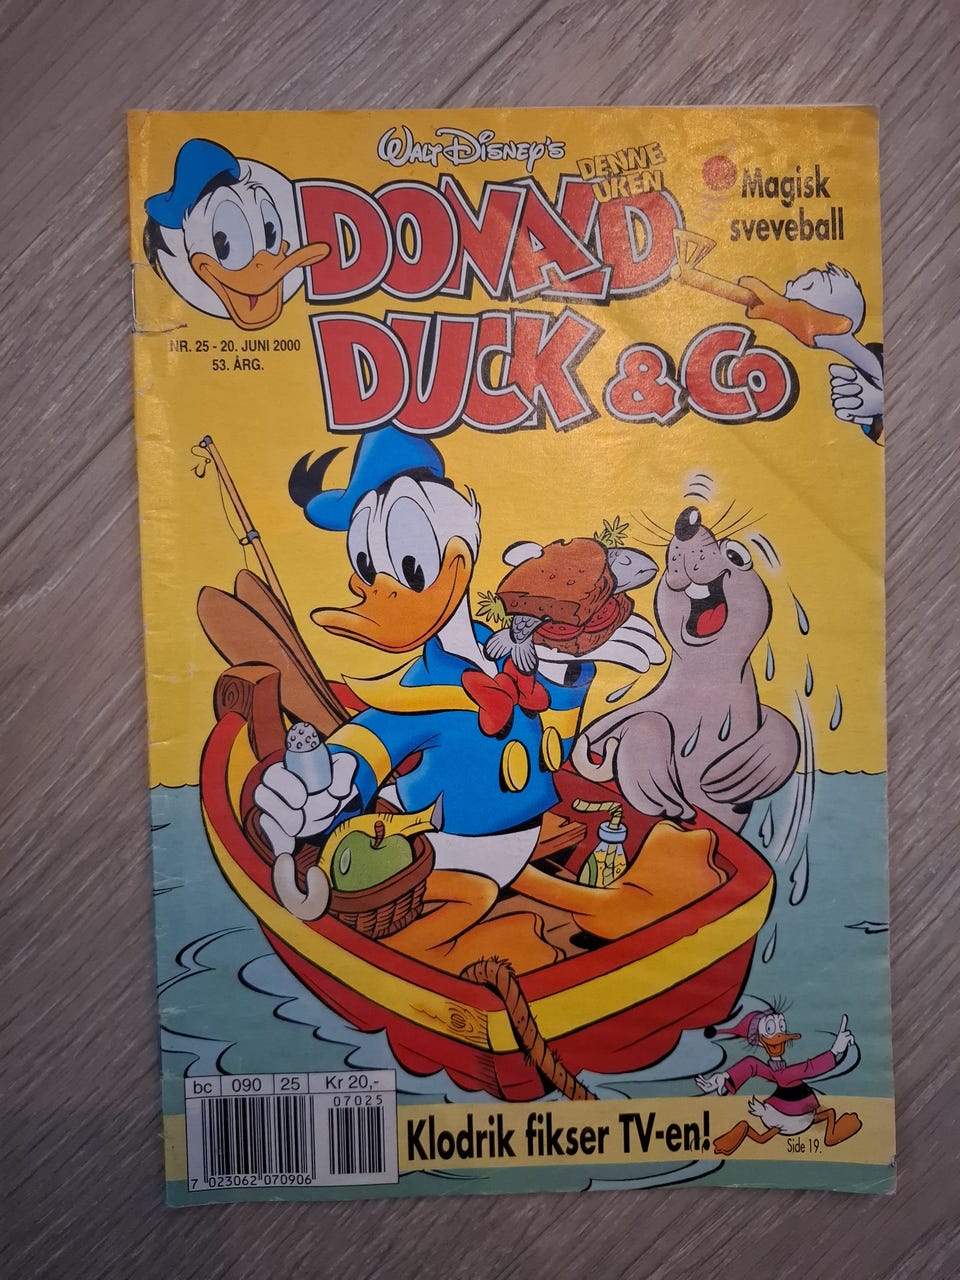 Walt Disney's
DENNE
UKEN
Magisk
sveveball
DONALD
DUCK & Co
NR. 25 - 20. JUNI 2000
53. ÅRG.
bc 090 25 Kr 20,-
07025
7 023062 070906
Klodrik fikser TV-en!
Side 19.